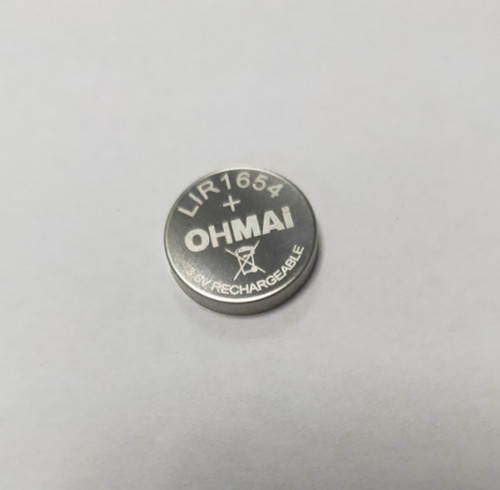 LIR1654
+
OHMAi
3.6V RECHARGEABLE